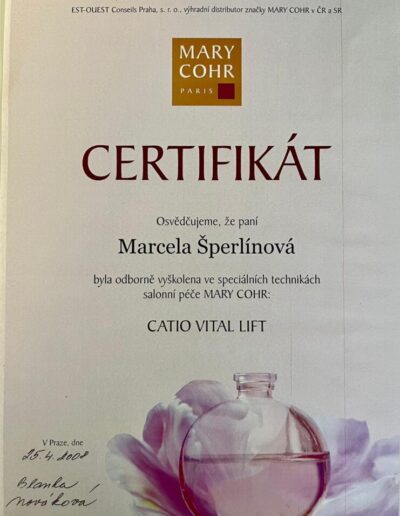 EST-OUEST Conseils Praha, s. r. o., výhradní distributor značky MARY COHR v ČR a SR
MARY
COHR
PARIS
CERTIFIKÁT
Osvědčujeme, že paní
Marcela Šperlínová
byla odborně vyškolena ve speciálních technikách
salonní péče MARY COHR:
CATIO VITAL LIFT
V Praze, dne
25.4.2008
Blanka
Nováková